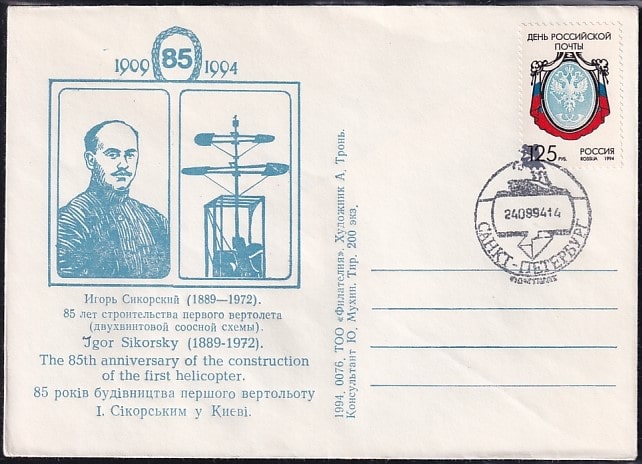 1909 85 1994
Игорь Сикорский (1889—1972).
85 лет строительства первого вертолета
(двухвинтовой соосной схемы).
Igor Sikorsky (1889-1972).
The 85th anniversary of the construction
of the first helicopter.
85 років будівництва першого вертольоту
І. Сікорським у Києві.
1994, 0076, ТОО «Филателия». Художник А. Тронь.
Консультант Ю. Мухин. Тир. 200 экз.
ДЕНЬ РОССИЙСКОЙ
ПОЧТЫ
125 РУБ. РОССИЯ
ROSSIJA 1994
24099414
САНКТ-ПЕТЕРБУРГ